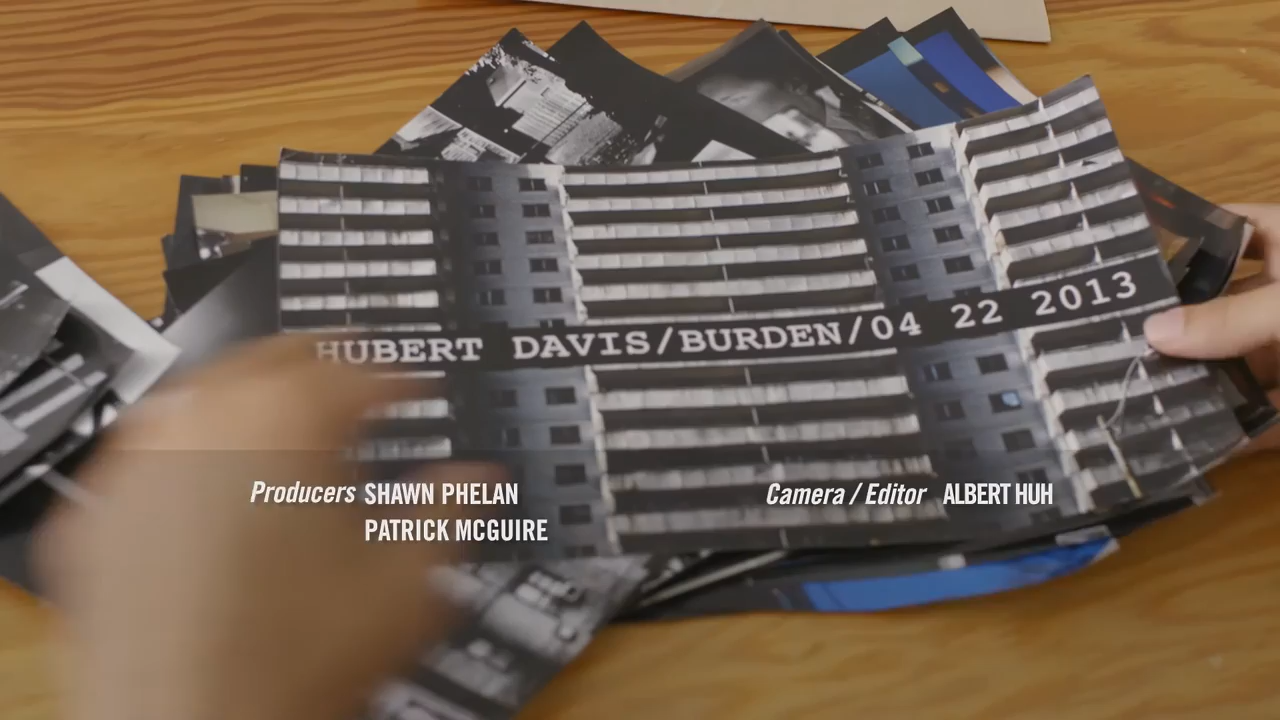 HUBERT DAVIS/BURDEN/04 22 2013
Producers SHAWN PHELAN
PATRICK MCGUIRE
Camera / Editor ALBERT HUH